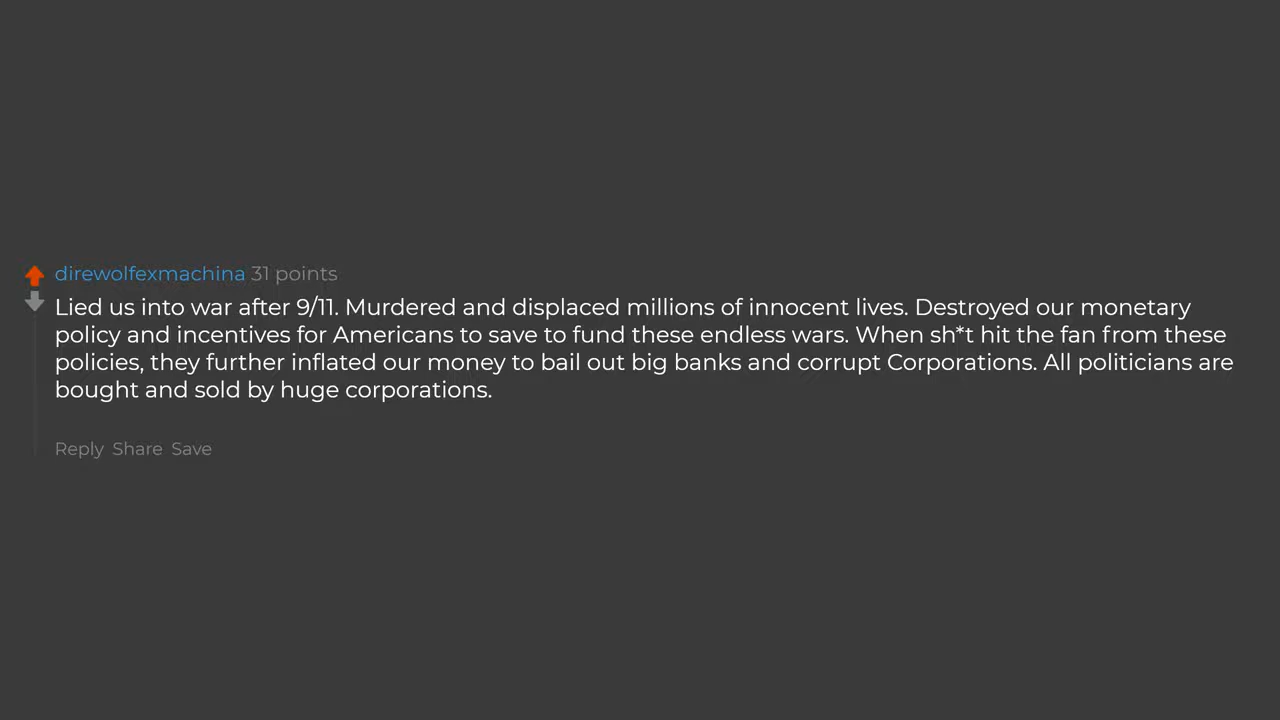 direwolfexmachina 31 points
Lied us into war after 9/11. Murdered and displaced millions of innocent lives. Destroyed our monetary
policy and incentives for Americans to save to fund these endless wars. When sh*t hit the fan from these
policies, they further inflated our money to bail out big banks and corrupt Corporations. All politicians are
bought and sold by huge corporations.
Reply Share Save